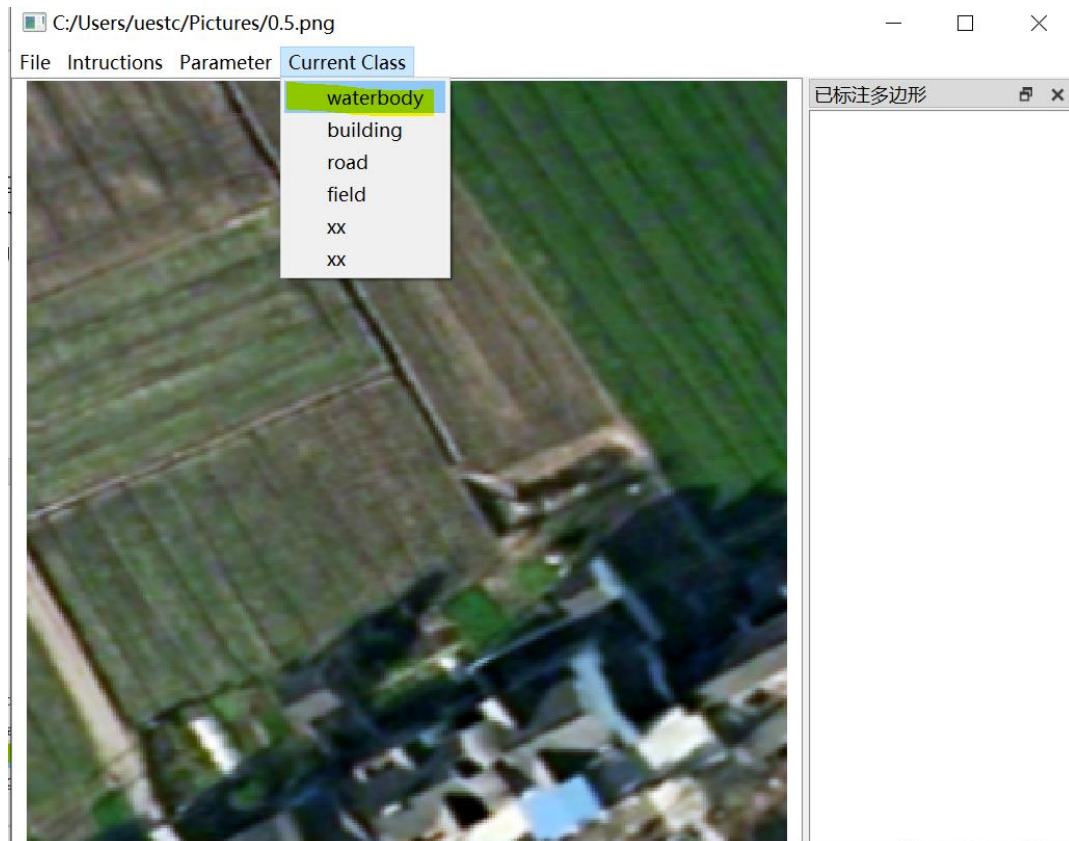 C:/Users/uestc/Pictures/0.5.png
File Intructions Parameter Current Class
waterbody
building
road
field
xx
xx
已标注多边形